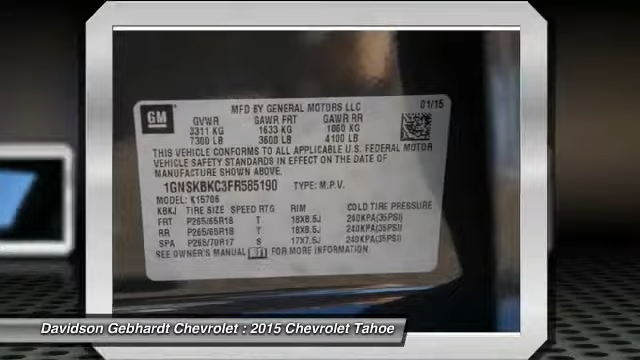 GM
MFD BY GENERAL MOTORS LLC 01/15
GVWR GAWR FRT GAWR RR
3311 KG 1633 KG 1860 KG
7300 LB 3600 LB 4100 LB
THIS VEHICLE CONFORMS TO ALL APPLICABLE U.S. FEDERAL MOTOR
VEHICLE SAFETY STANDARDS IN EFFECT ON THE DATE OF
MANUFACTURE SHOWN ABOVE.
1GNSKBKC3FR585190 TYPE: M.P.V.
MODEL: K15706
KBKJ TIRE SIZE SPEED RTG RIM COLD TIRE PRESSURE
FRT P265/65R18 T 18X8.5J 240KPA(35PSI)
RR P265/65R18 T 18X8.5J 240KPA(35PSI)
SPA P265/70R17 S 17X7.5J 240KPA(35PSI)
SEE OWNER'S MANUAL FOR MORE INFORMATION.
Davidson Gebhardt Chevrolet : 2015 Chevrolet Tahoe